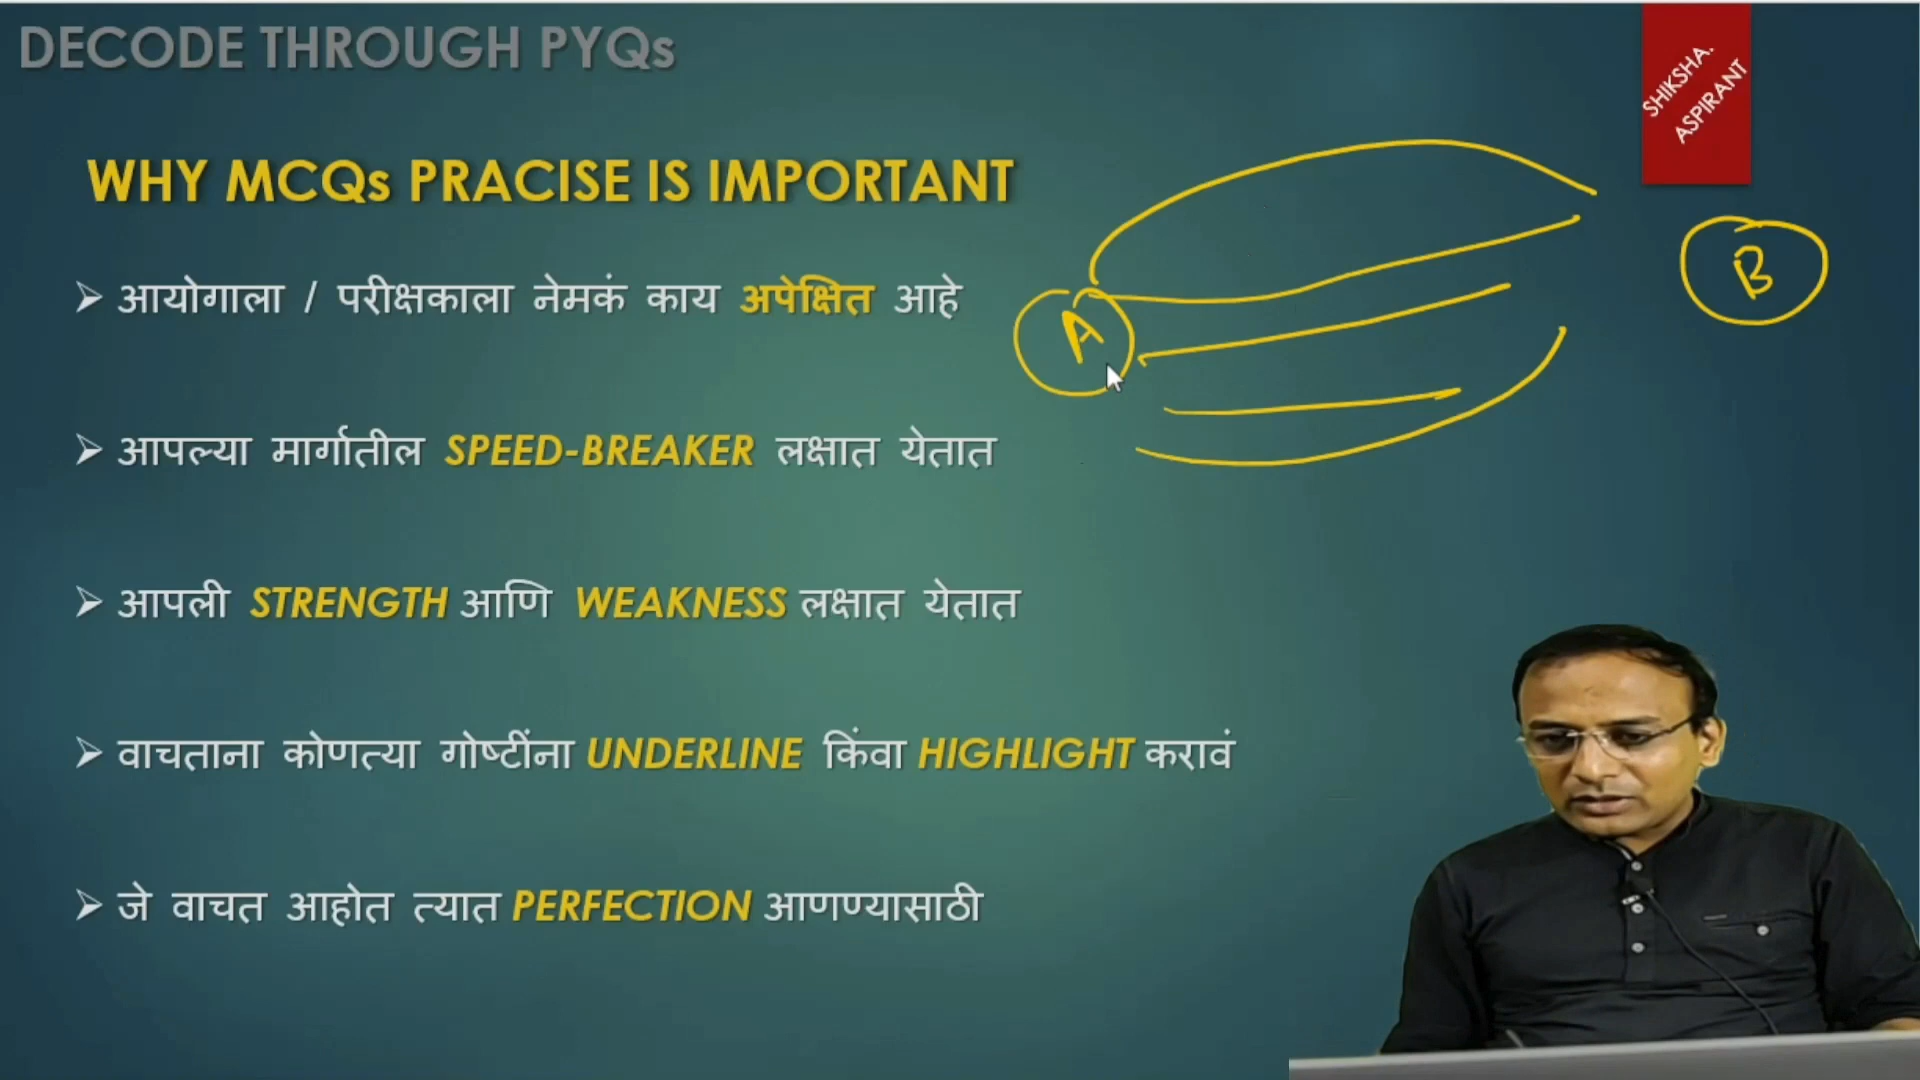 DECODE THROUGH PYQs
SHIKSHA.
ASPIRANT
WHY MCQs PRACISE IS IMPORTANT
➢ आयोगाला / परीक्षकाला नेमकं काय अपेक्षित आहे
A
B
➢ आपल्या मार्गातील SPEED-BREAKER लक्षात येतात
➢ आपली STRENGTH आणि WEAKNESS लक्षात येतात
➢ वाचताना कोणत्या गोष्टींना UNDERLINE किंवा HIGHLIGHT करावं
➢ जे वाचत आहोत त्यात PERFECTION आणण्यासाठी